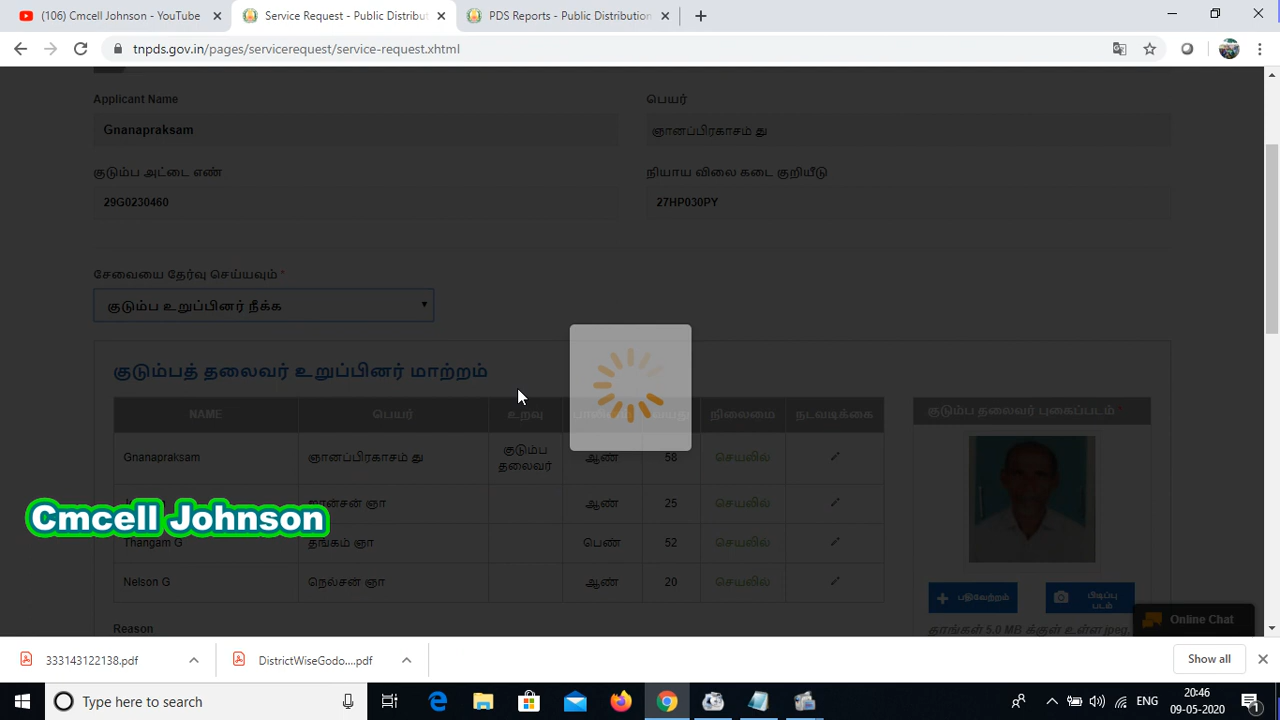 (106) Cmcell Johnson - YouTube
Service Request - Public Distribut
PDS Reports - Public Distribution
tnpds.gov.in/pages/servicerequest/service-request.xhtml
Applicant Name
பெயர்
Gnanapraksam
ஞானப்பிரகாசம் து
குடும்ப அட்டை எண்
நியாய விலை கடை குறியீடு
29G0230460
27HP030PY
சேவையை தேர்வு செய்யவும் *
குடும்ப உறுப்பினர் நீக்க
குடும்பத் தலைவர் உறுப்பினர் மாற்றம்
குடும்ப தலைவர் புகைப்படம் *
NAME பெயர் உறவு நிலைமை நடவடிக்கை
Gnanapraksam ஞானப்பிரகாசம் து குடும்ப தலைவர் ஆண் 58 செயலில்
ஜான்சன் ஞா ஆண் 25 செயலில்
Cmcell Johnson
Thangam G தங்கம் ஞா பெண் 52 செயலில்
Nelson G நெல்சன் ஞா ஆண் 20 செயலில்
பதிவேற்றம்
பிடிப்பு படம்
Reason
தாங்கள் 5.0 MB க்குள் உள்ள jpeg,
Online Chat
333143122138.pdf
DistrictWiseGodo....pdf
Show all
Type here to search
ENG
20:46
09-05-2020
1